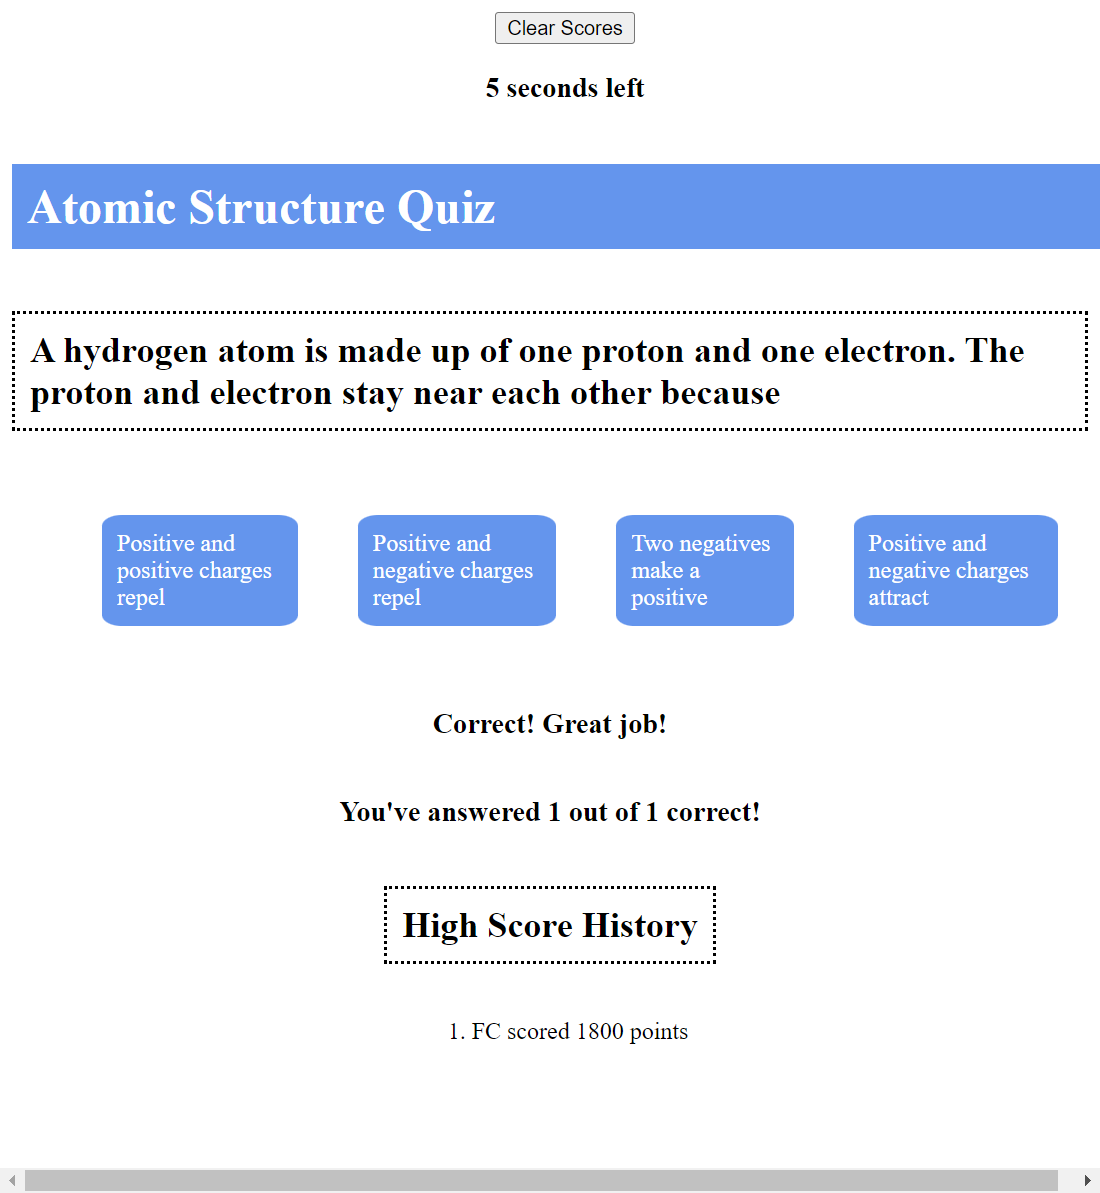 Clear Scores
5 seconds left
Atomic Structure Quiz
A hydrogen atom is made up of one proton and one electron. The
proton and electron stay near each other because
Positive and
positive charges
repel
Positive and
negative charges
repel
Two negatives
make a
positive
Positive and
negative charges
attract
Correct! Great job!
You've answered 1 out of 1 correct!
High Score History
1. FC scored 1800 points